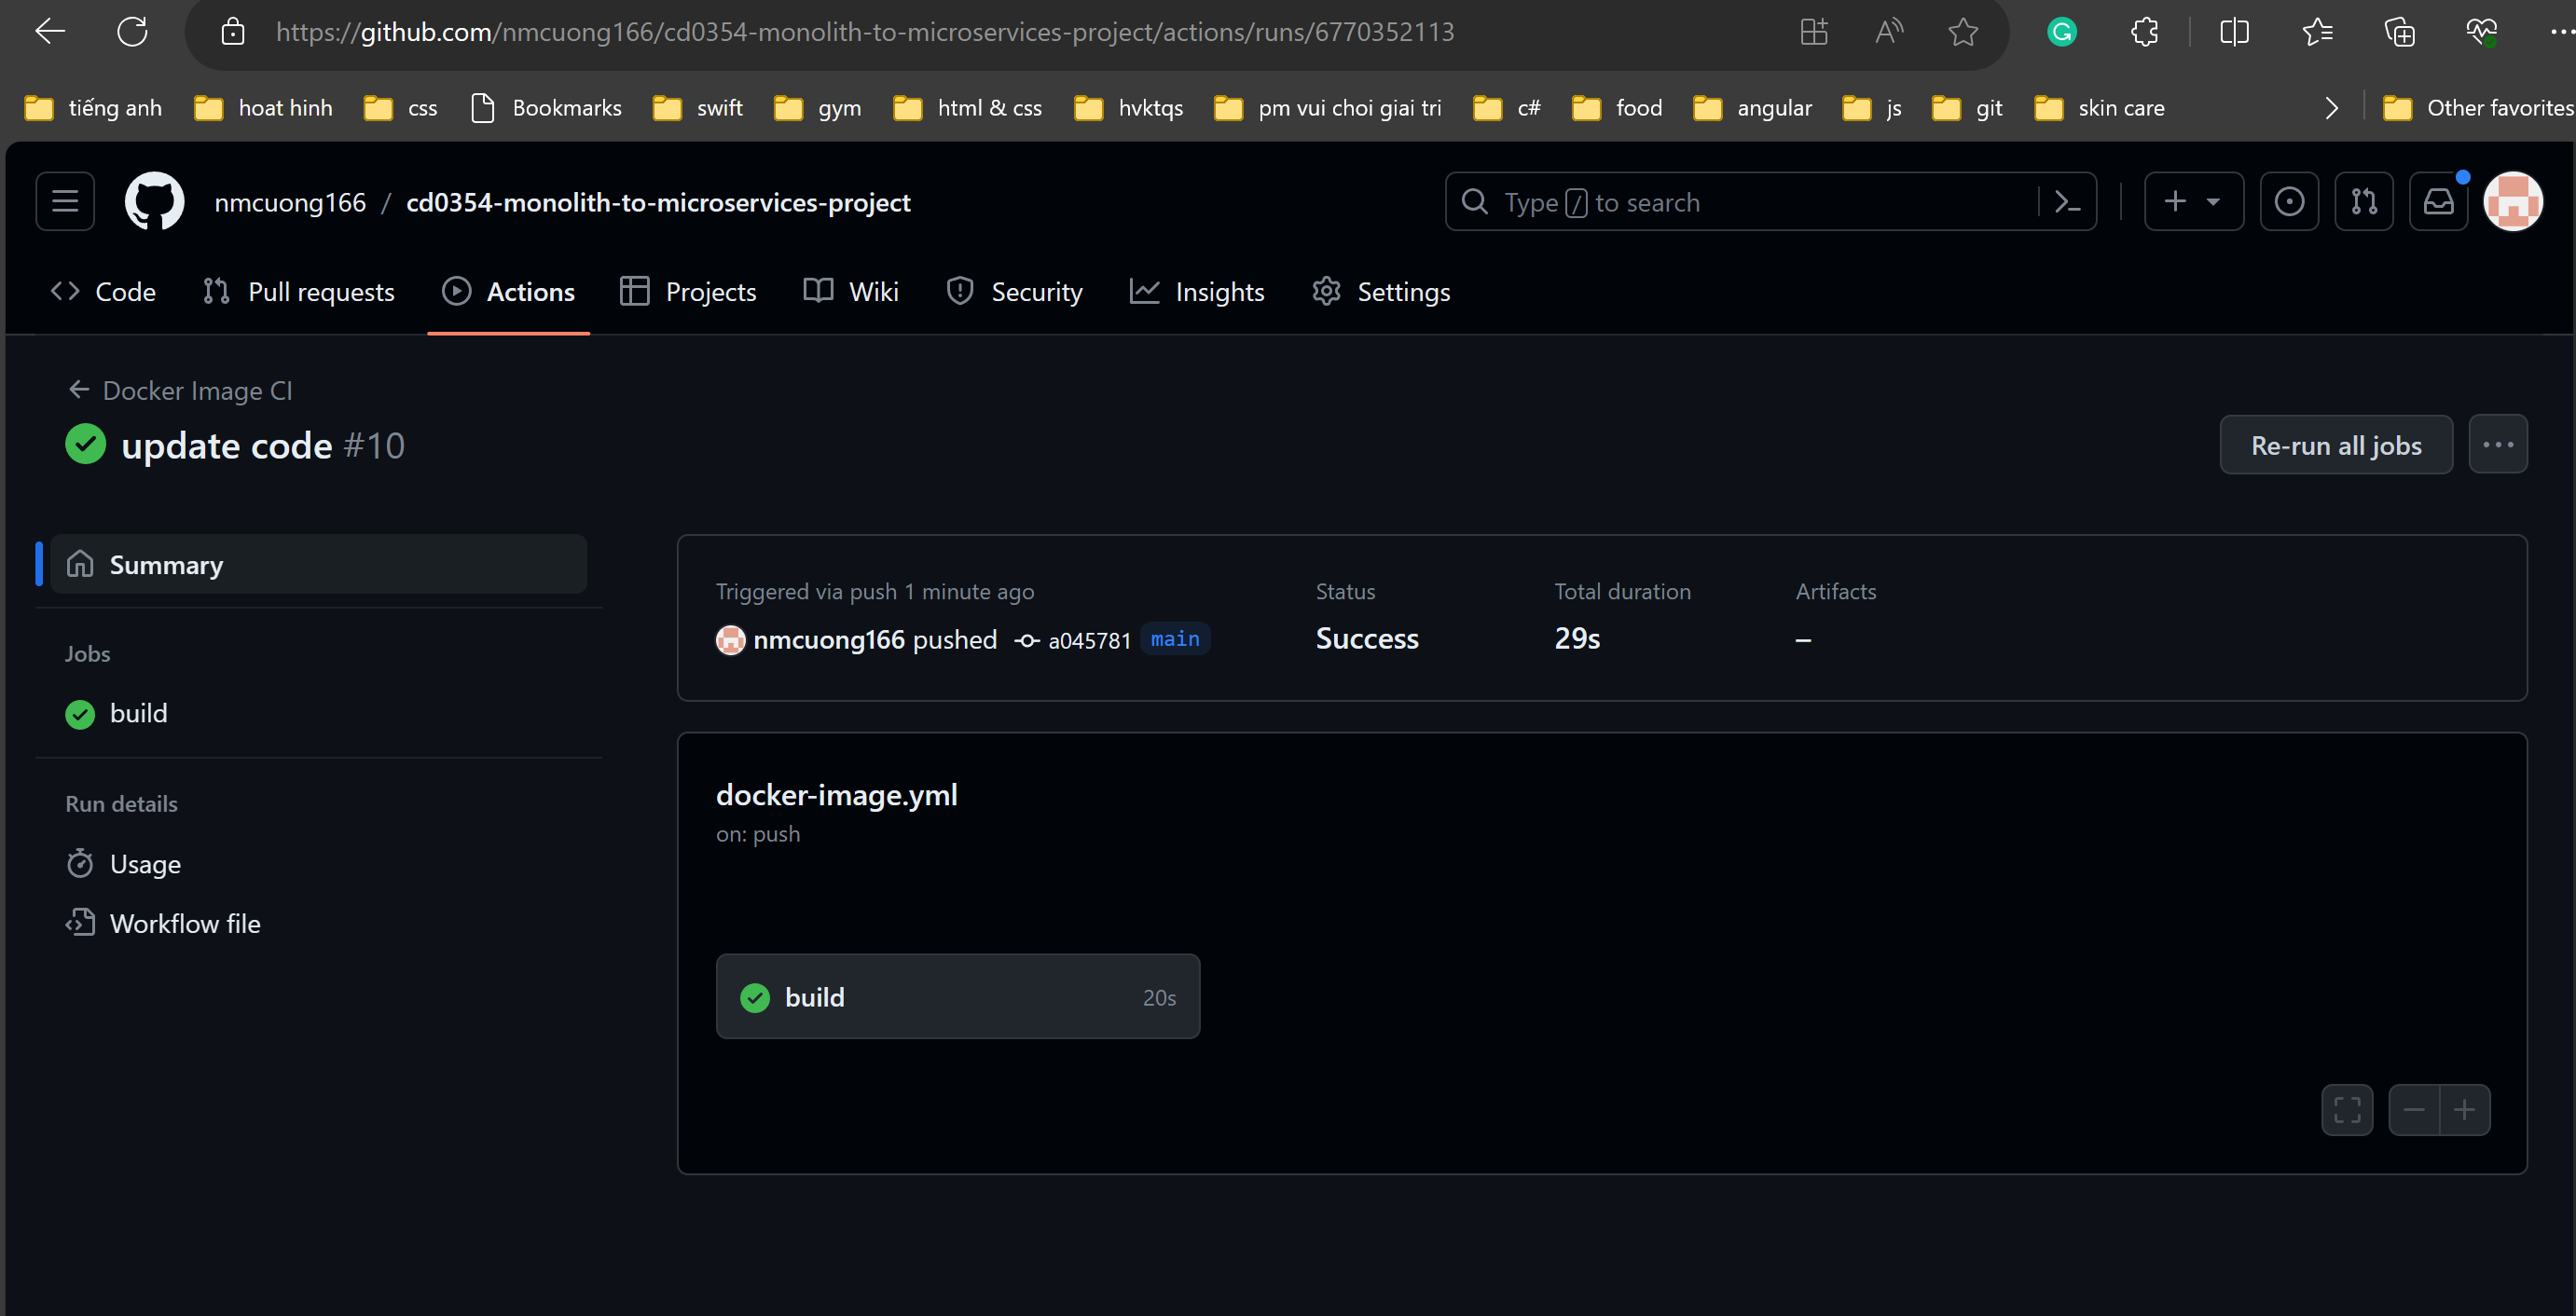 https://github.com/nmcuong166/cd0354-monolith-to-microservices-project/actions/runs/6770352113
tiếng anh hoat hinh css Bookmarks swift gym html & css hvktqs pm vui choi giai tri c# food angular js git skin care Other favorites
nmcuong166 / cd0354-monolith-to-microservices-project Type / to search
Code Pull requests Actions Projects Wiki Security Insights Settings
Docker Image CI
update code #10
Re-run all jobs
Summary
Jobs
build
Run details
Usage
Workflow file
Triggered via push 1 minute ago Status Total duration Artifacts
nmcuong166 pushed a045781 main Success 29s –
docker-image.yml
on: push
build 20s